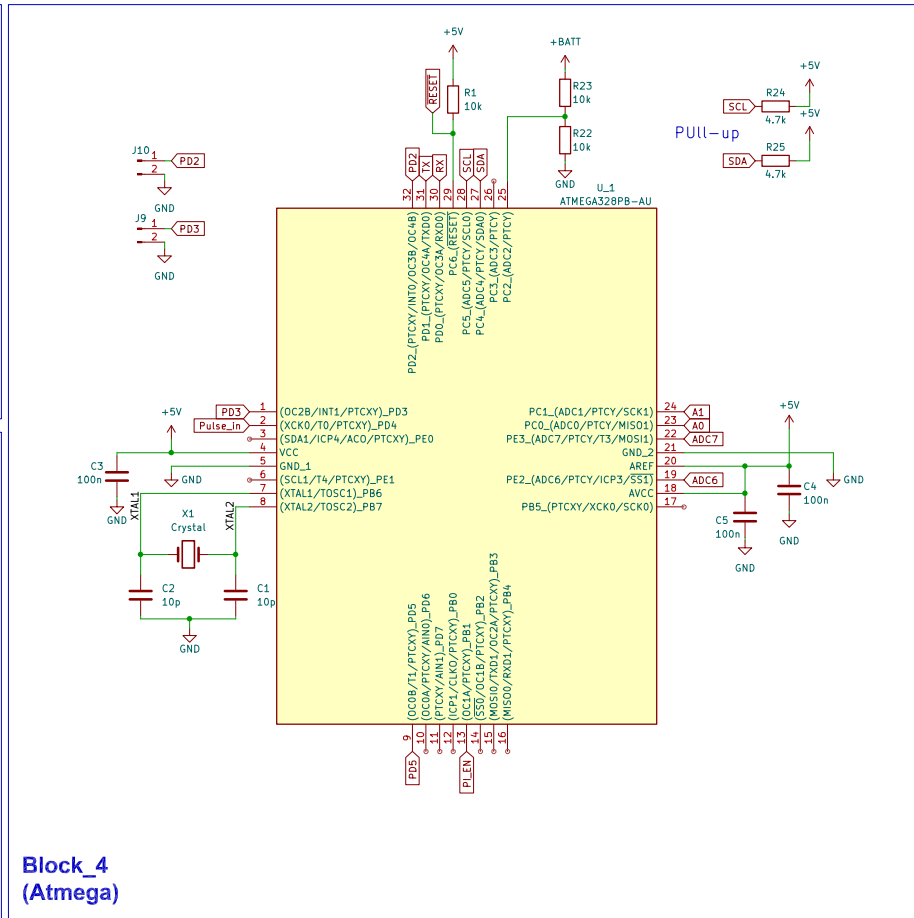 +5V
+BATT
RESET
R1
10k
R23
10k
R22
10k
GND
+5V
R24
SCL
4.7k
+5V
PUll-up
R25
SDA
4.7k
J10
1
2
PD2
GND
J9
1
2
PD3
GND
PD2
TX
RX
SCL
SDA
32
31
30
29
28
27
26
25
U_1
ATMEGA328PB-AU
PD2_(PTCXY/INT0/OC3B/OC4B)
PD1_(PTCXY/OC4A/TXD0)
PD0_(PTCXY/OC3A/RXD0)
PC6_(RESET)
PC5_(ADC5/PTCY/SCL0)
PC4_(ADC4/PTCY/SDA0)
PC3_(ADC3/PTCY)
PC2_(ADC2/PTCY)
PD3 1 (OC2B/INT1/PTCXY)_PD3
Pulse_in 2 (XCK0/T0/PTCXY)_PD4
3 (SDA1/ICP4/ACO/PTCXY)_PE0
4 VCC
5 GND_1
6 (SCL1/T4/PTCXY)_PE1
7 (XTAL1/TOSC1)_PB6
8 (XTAL2/TOSC2)_PB7
+5V
C3
100n
GND
GND
XTAL1
XTAL2
X1
Crystal
C2
10p
C1
10p
GND
PC1_(ADC1/PTCY/SCK1) 24 A1
PC0_(ADC0/PTCY/MISO1) 23 A0
PE3_(ADC7/PTCY/T3/MOSI1) 22 ADC7
GND_2 21
AREF 20
PE2_(ADC6/PTCY/ICP3/SS1) 19 ADC6
AVCC 18
PB5_(PTCXY/XCK0/SCK0) 17
+5V
GND
C4
100n
C5
100n
GND
GND
(OC0B/T1/PTCXY)_PD5
(OC0A/PTCXY/AIN0)_PD6
(PTCXY/AIN1)_PD7
(ICP1/CLKO/PTCXY)_PB0
(OC1A/PTCXY)_PB1
(SS0/OC1B/PTCXY)_PB2
(MOSI0/TXD1/OC2A/PTCXY)_PB3
(MISO0/RXD1/PTCXY)_PB4
9
10
11
12
13
14
15
16
PD5
PI_EN
Block_4
(Atmega)